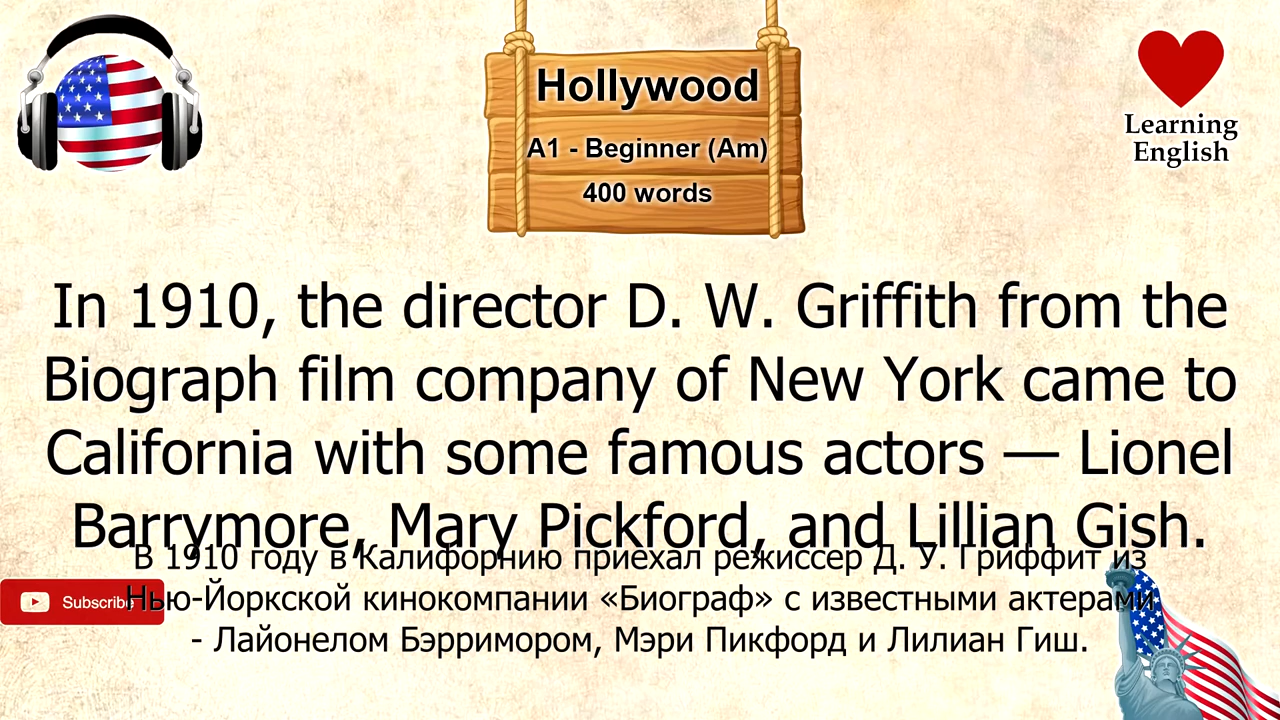 Hollywood
A1 - Beginner (Am)
400 words
Learning
English
In 1910, the director D. W. Griffith from the
Biograph film company of New York came to
California with some famous actors — Lionel
Barrymore, Mary Pickford, and Lillian Gish.
В 1910 году в Калифорнию приехал режиссер Д. У. Гриффит из
Нью-Йоркской кинокомпании «Биограф» с известными актерами
- Лайонелом Бэрримором, Мэри Пикфорд и Лилиан Гиш.
Subscribe